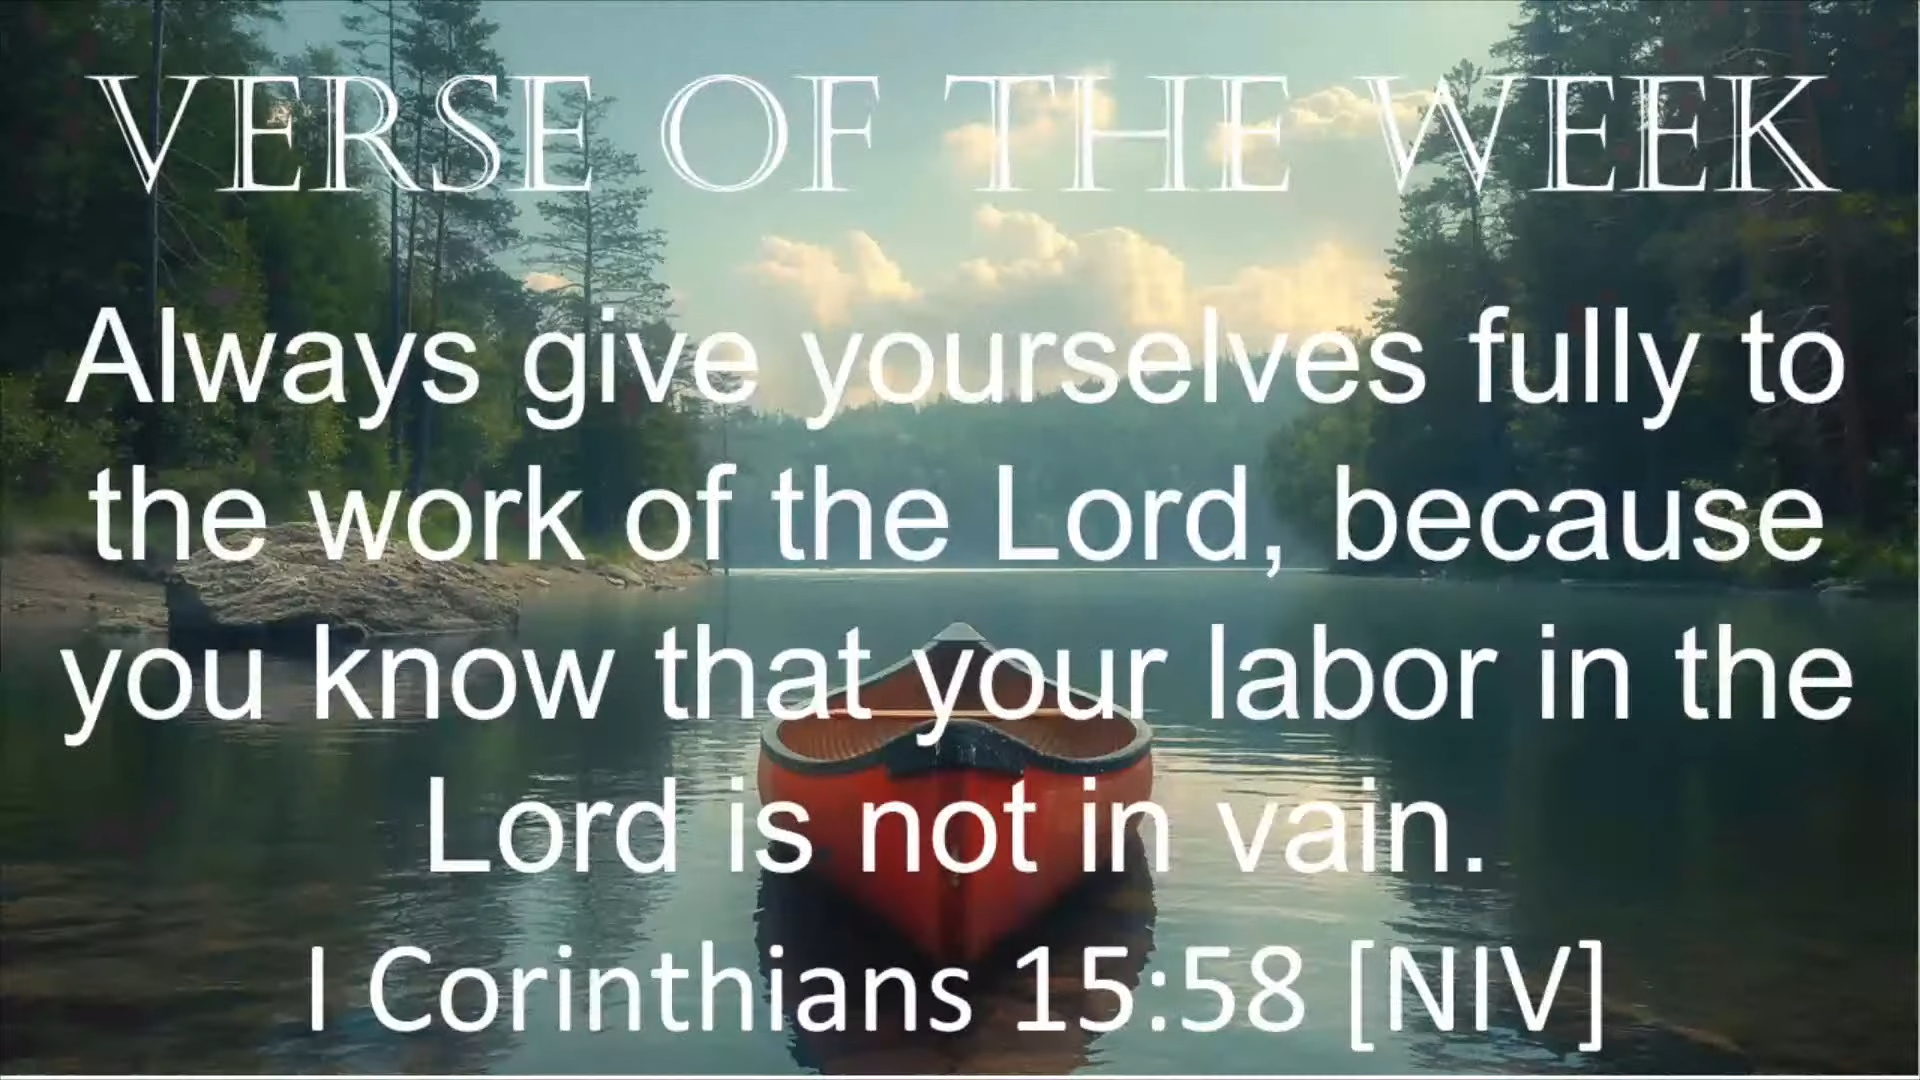 VERSE OF THE WEEK
Always give yourselves fully to
the work of the Lord, because
you know that your labor in the
Lord is not in vain.
I Corinthians 15:58 [NIV]